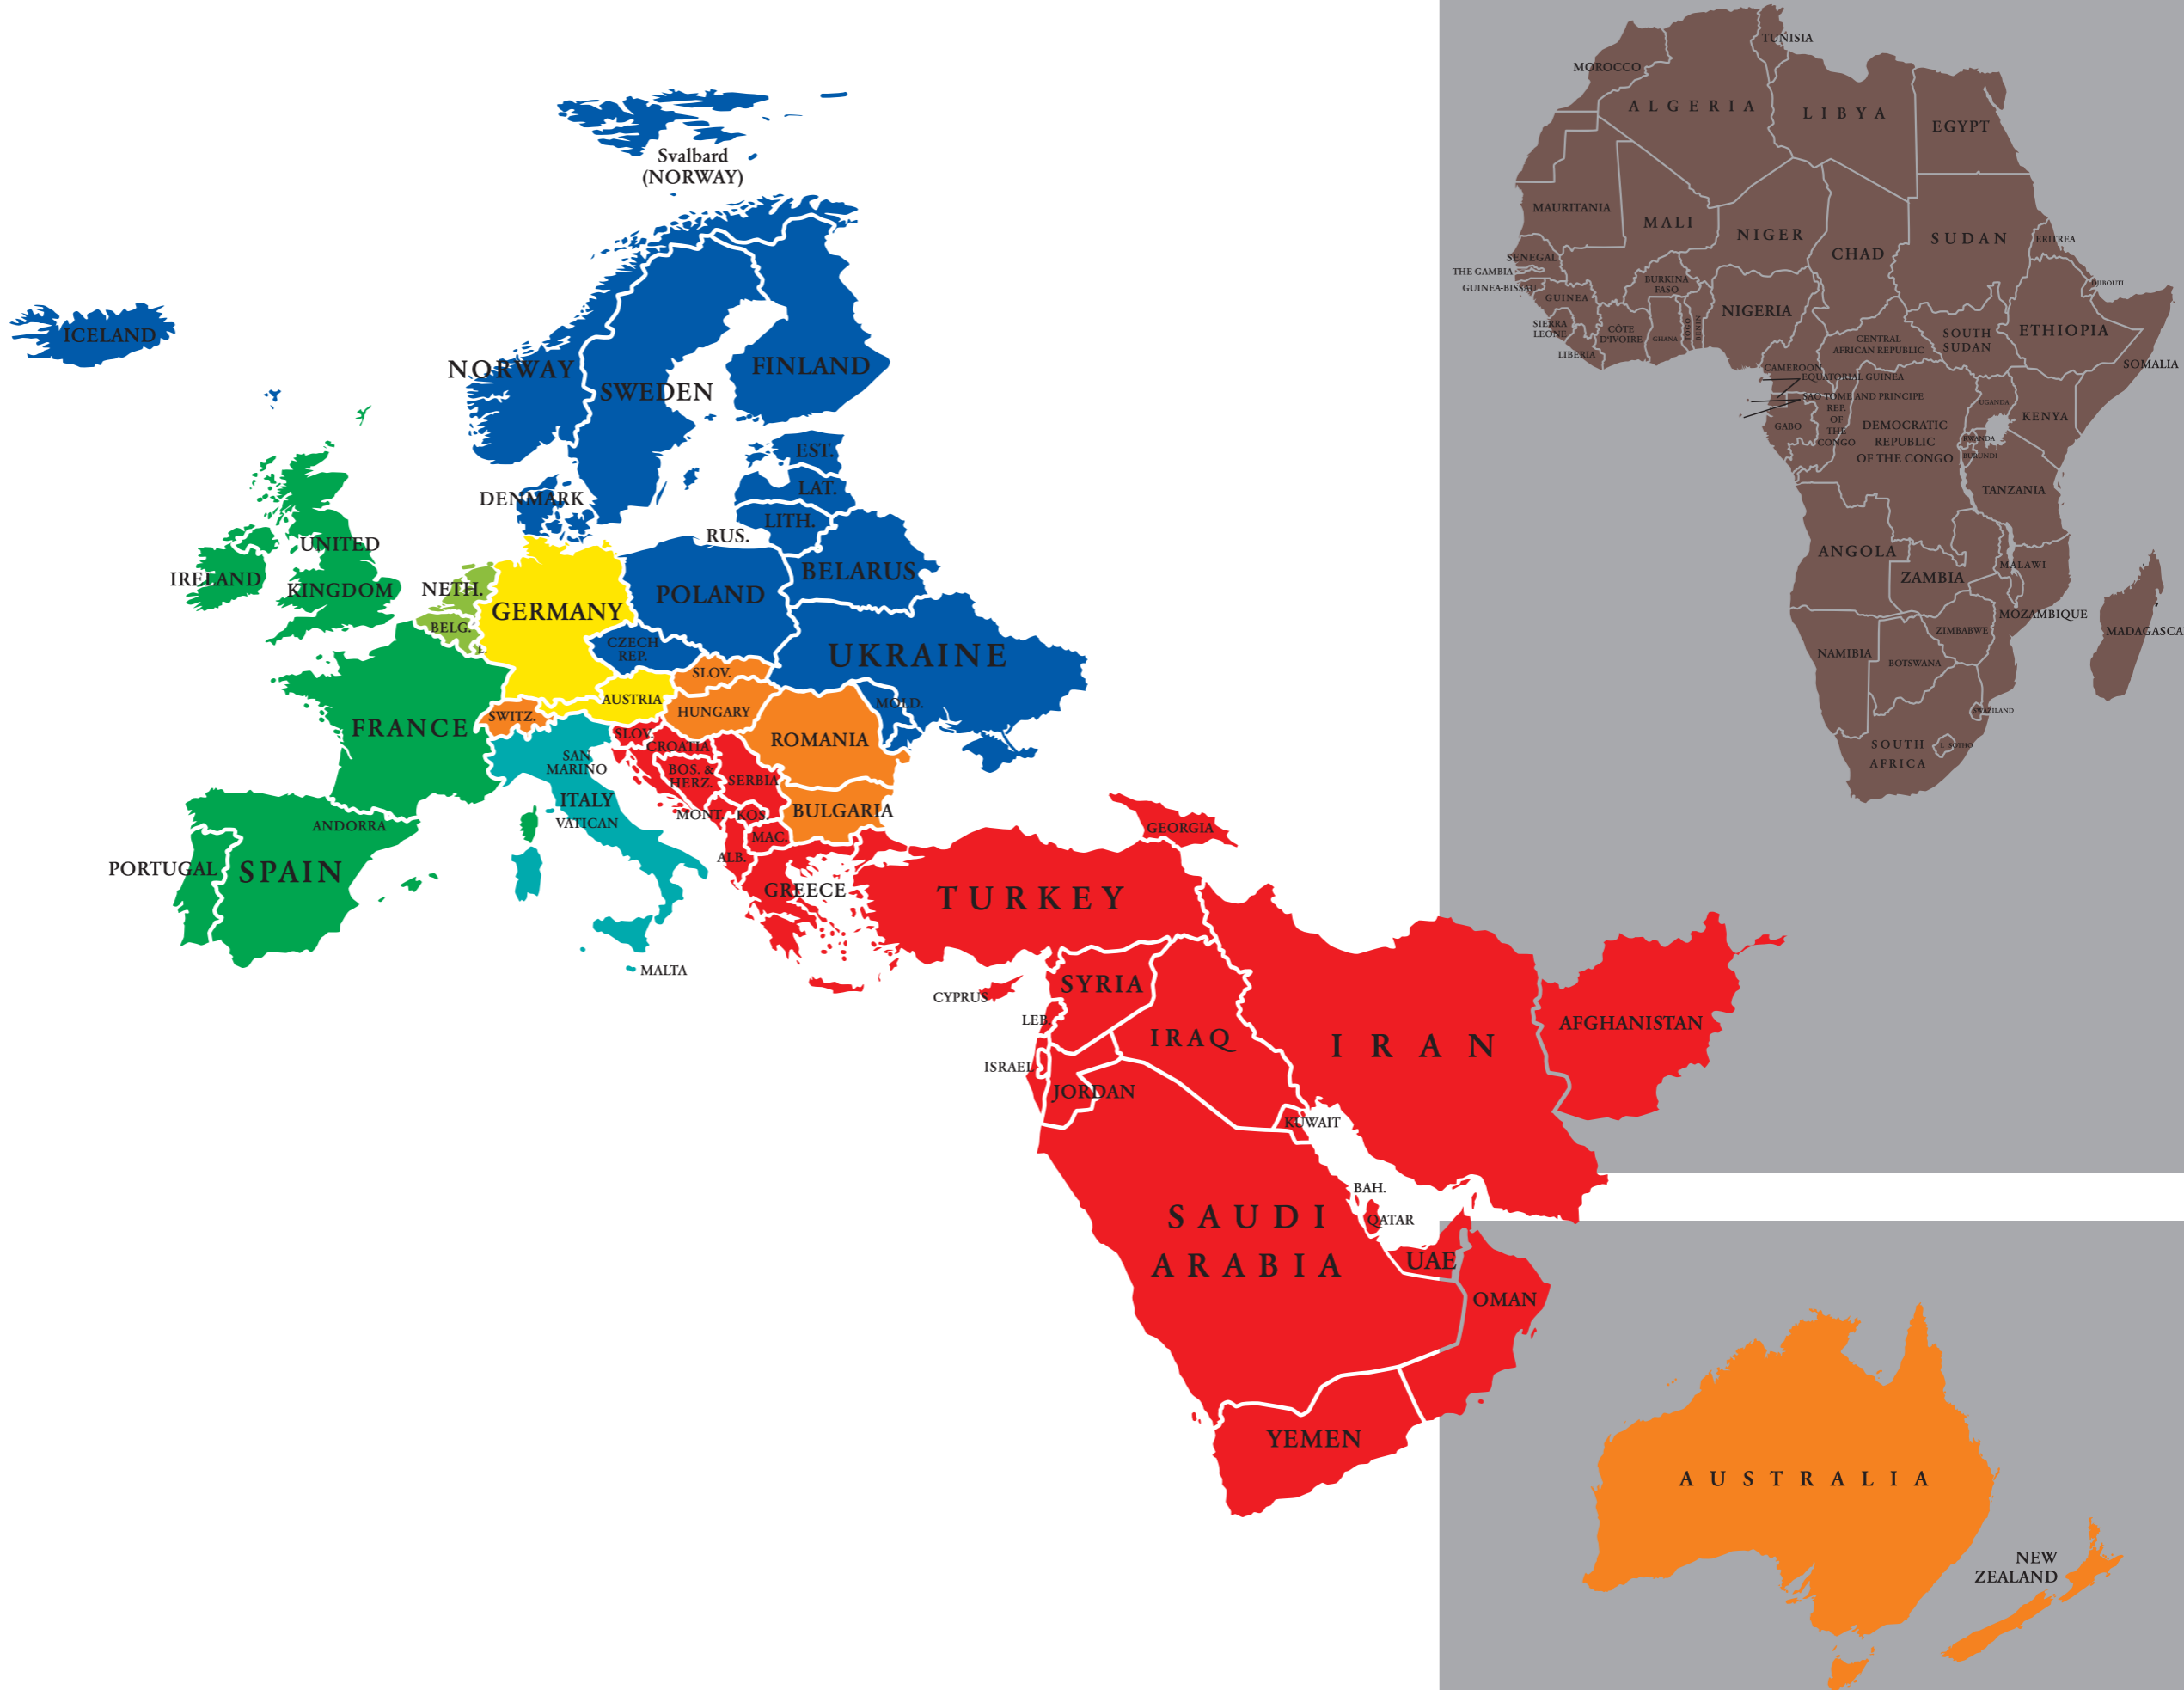 Svalbard
(NORWAY)
ICELAND
NORWAY
SWEDEN
FINLAND
EST.
LAT.
LITH.
DENMARK
RUS.
UNITED
KINGDOM
IRELAND
NETH.
BELG.
L.
GERMANY
POLAND
BELARUS
CZECH
REP.
UKRAINE
SLOV.
AUSTRIA
HUNGARY
MOLD.
SWITZ.
FRANCE
SLOV.
CROATIA
ROMANIA
SAN
MARINO
BOS. &
HERZ.
SERBIA
ITALY
VATICAN
MONT.
KOS.
BULGARIA
MAC.
ALB.
GREECE
ANDORRA
PORTUGAL
SPAIN
MALTA
GEORGIA
TURKEY
CYPRUS
SYRIA
LEB.
ISRAEL
JORDAN
IRAQ
IRAN
AFGHANISTAN
KUWAIT
BAH.
QATAR
SAUDI
ARABIA
UAE
OMAN
YEMEN
TUNISIA
MOROCCO
ALGERIA
LIBYA
EGYPT
MAURITANIA
MALI
NIGER
CHAD
SUDAN
ERITREA
SENEGAL
THE GAMBIA
GUINEA-BISSAU
GUINEA
BURKINA
FASO
NIGERIA
DJIBOUTI
SIERRA
LEONE
CÔTE
D'IVOIRE
GHANA
TOGO
BENIN
LIBERIA
CENTRAL
AFRICAN REPUBLIC
SOUTH
SUDAN
ETHIOPIA
SOMALIA
CAMEROON
EQUATORIAL GUINEA
SAO TOME AND PRINCIPE
GABO
REP.
OF
THE
CONGO
DEMOCRATIC
REPUBLIC
OF THE CONGO
UGANDA
KENYA
RWANDA
BURUNDI
TANZANIA
ANGOLA
ZAMBIA
MALAWI
MOZAMBIQUE
MADAGASCA
ZIMBABWE
NAMIBIA
BOTSWANA
SWAZILAND
SOUTH
AFRICA
L SOTHO
AUSTRALIA
NEW
ZEALAND